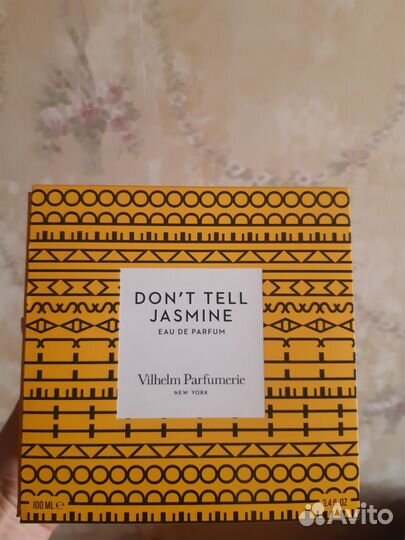 DON'T TELL
JASMINE
EAU DE PARFUM
Vilhelm Parfumerie
NEW YORK
100 ML ℮
3.4 fl. OZ
Avito